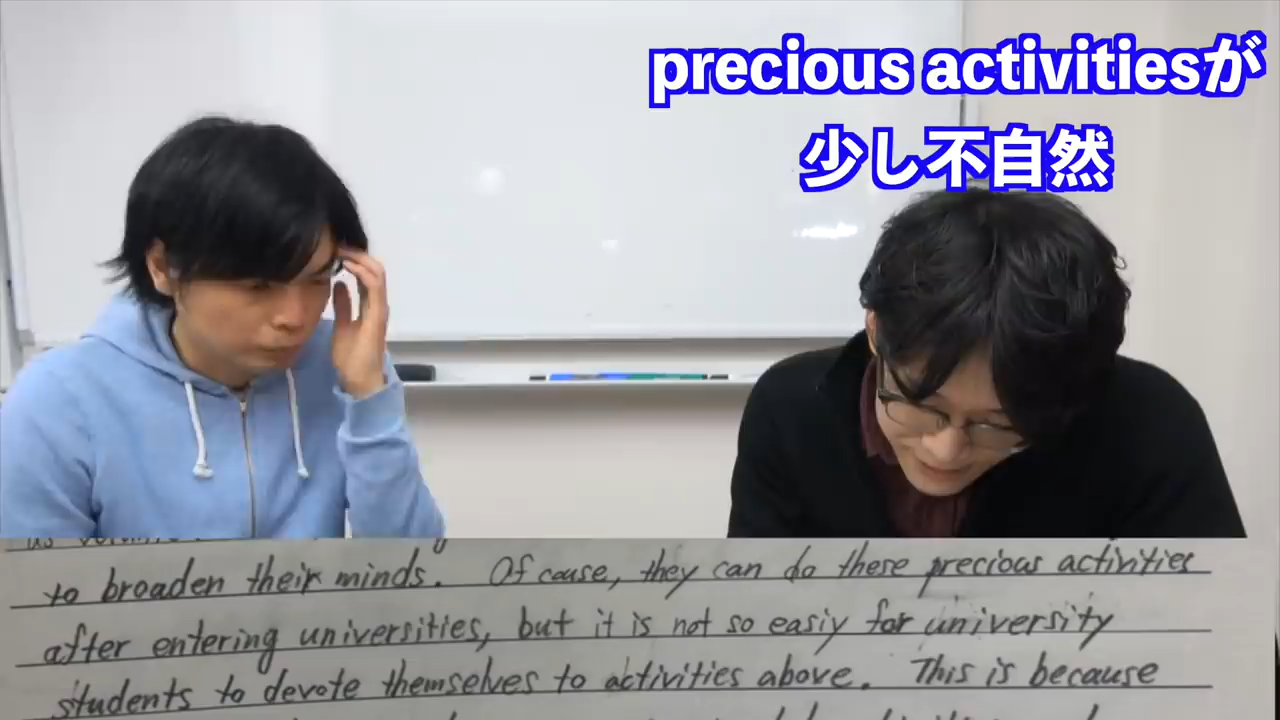 precious activitiesが
少し不自然
to broaden their minds. Of couse, they can do these precious activities
after entering universities, but it is not so easiy for university
students to devote themselves to activities above. This is because